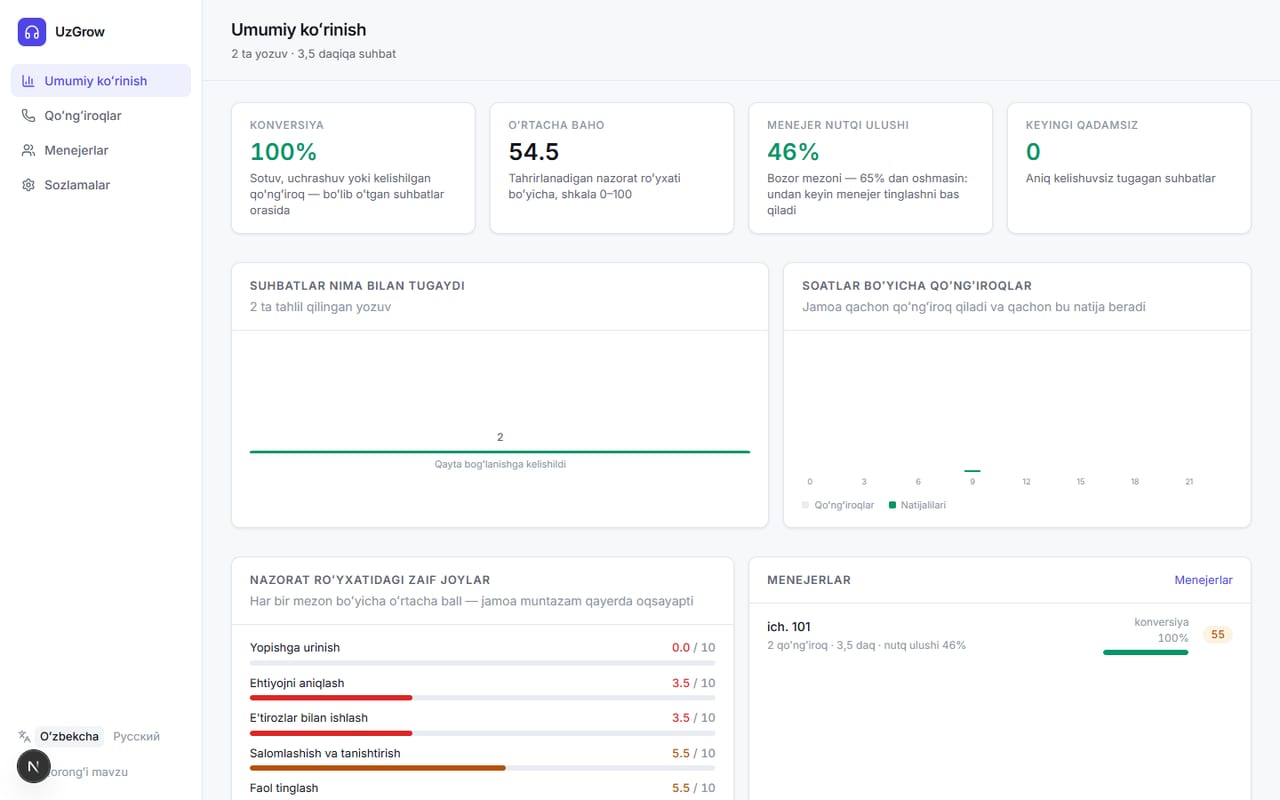 UzGrow
Umumiy koʻrinish
Qoʻngʻiroqlar
Menejerlar
Sozlamalar
Oʻzbekcha Русский
N
orongʻi mavzu
Umumiy koʻrinish
2 ta yozuv · 3,5 daqiqa suhbat
KONVERSIYA
100%
Sotuv, uchrashuv yoki kelishilgan
qoʻngʻiroq — boʻlib oʻtgan suhbatlar
orasida
OʻRTACHA BAHO
54.5
Tahrirlanadigan nazorat roʻyxati
boʻyicha, shkala 0–100
MENEJER NUTQI ULUSHI
46%
Bozor mezoni — 65% dan oshmasin:
undan keyin menejer tinglashni bas
qiladi
KEYINGI QADAMSIZ
0
Aniq kelishuvsiz tugagan suhbatlar
SUHBATLAR NIMA BILAN TUGAYDI
2 ta tahlil qilingan yozuv
2
Qayta bogʻlanishga kelishildi
SOATLAR BOʻYICHA QOʻNGʻIROQLAR
Jamoa qachon qoʻngʻiroq qiladi va qachon bu natija beradi
0 3 6 9 12 15 18 21
Qoʻngʻiroqlar Natijalilari
NAZORAT ROʻYXATIDAGI ZAIF JOYLAR
Har bir mezon boʻyicha oʻrtacha ball — jamoa muntazam qayerda oqsayapti
Yopishga urinish 0.0 / 10
Ehtiyojni aniqlash 3.5 / 10
Eʼtirozlar bilan ishlash 3.5 / 10
Salomlashish va tanishtirish 5.5 / 10
Faol tinglash 5.5 / 10
MENEJERLAR Menejerlar
ich. 101
2 qoʻngʻiroq · 3,5 daq · nutq ulushi 46%
konversiya
100%
55